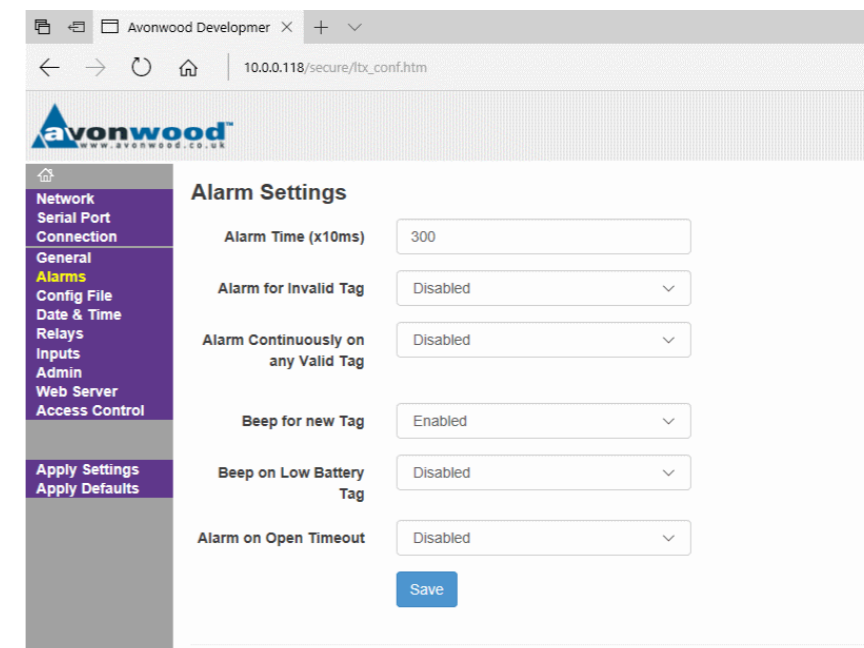 Avonwood Developmer
10.0.0.118/secure/ltx_conf.htm
avonwood™
www.avonwood.co.uk
Network
Serial Port
Connection
General
Alarms
Config File
Date & Time
Relays
Inputs
Admin
Web Server
Access Control
Apply Settings
Apply Defaults
Alarm Settings
Alarm Time (x10ms) 300
Alarm for Invalid Tag Disabled
Alarm Continuously on Disabled
any Valid Tag
Beep for new Tag Enabled
Beep on Low Battery Disabled
Tag
Alarm on Open Timeout Disabled
Save